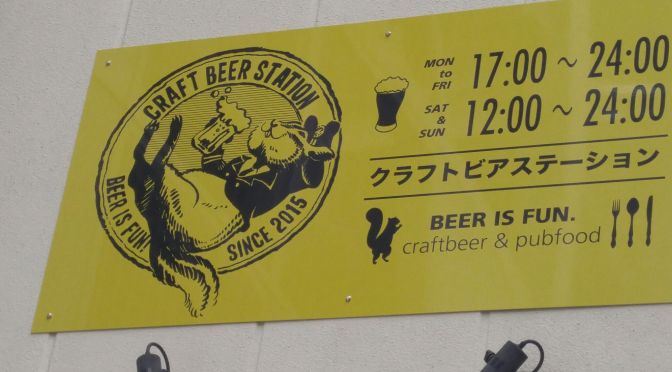 CRAFT BEER STATION
BEER IS FUN!
SINCE 2015
MON
to
FRI
17:00 ~ 24:00
SAT
&
SUN
12:00 ~ 24:00
クラフトビアステーション
BEER IS FUN.
craftbeer & pubfood